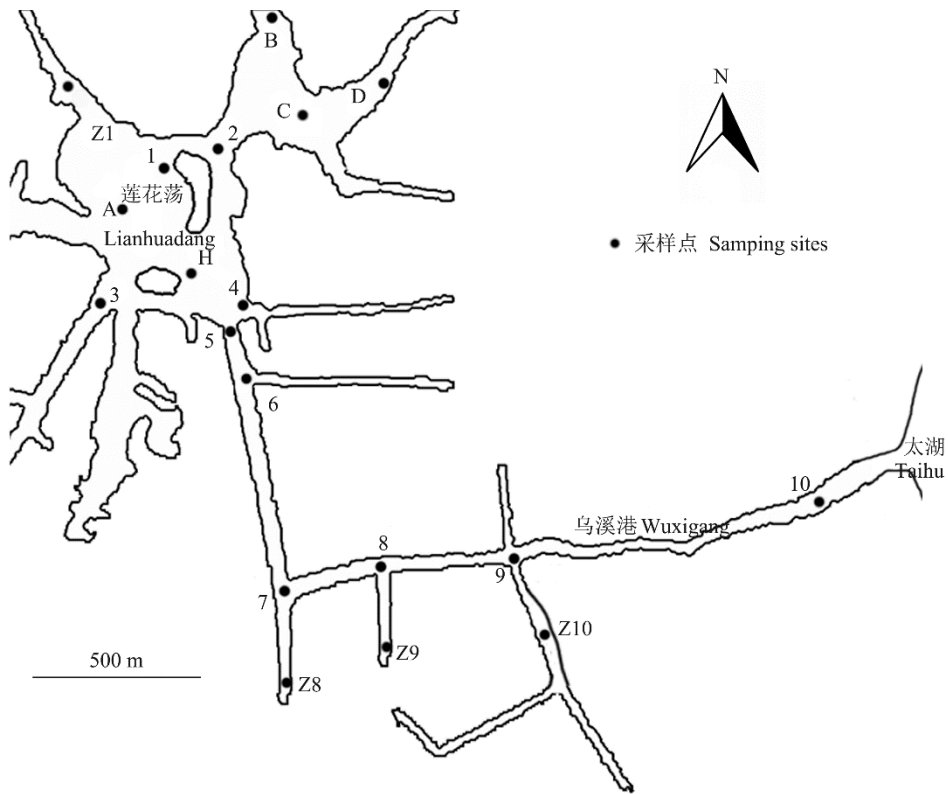 B
N
D
C
Z1
2
1
莲花荡
A
Lianhuadang
采样点 Samping sites
H
3
4
5
6
太湖
Taihu
10
乌溪港 Wuxigang
8
9
7
Z10
Z9
500 m
Z8